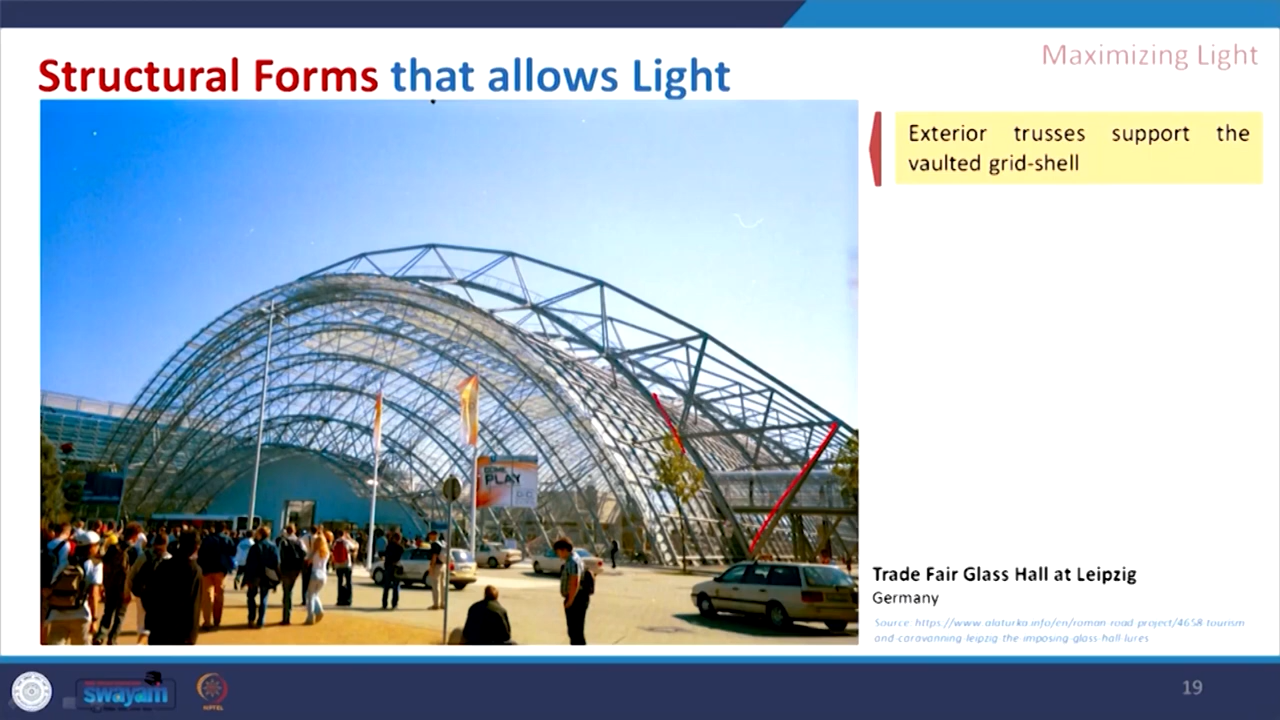 Maximizing Light
Structural Forms that allows Light
Exterior trusses support the
vaulted grid-shell
PLAY
Trade Fair Glass Hall at Leipzig
Germany
Source: https://www.alaturka.info/en/roman road project/4658 tourism
and-caravanning leipzig the imposing glass hall lures
swayam
19